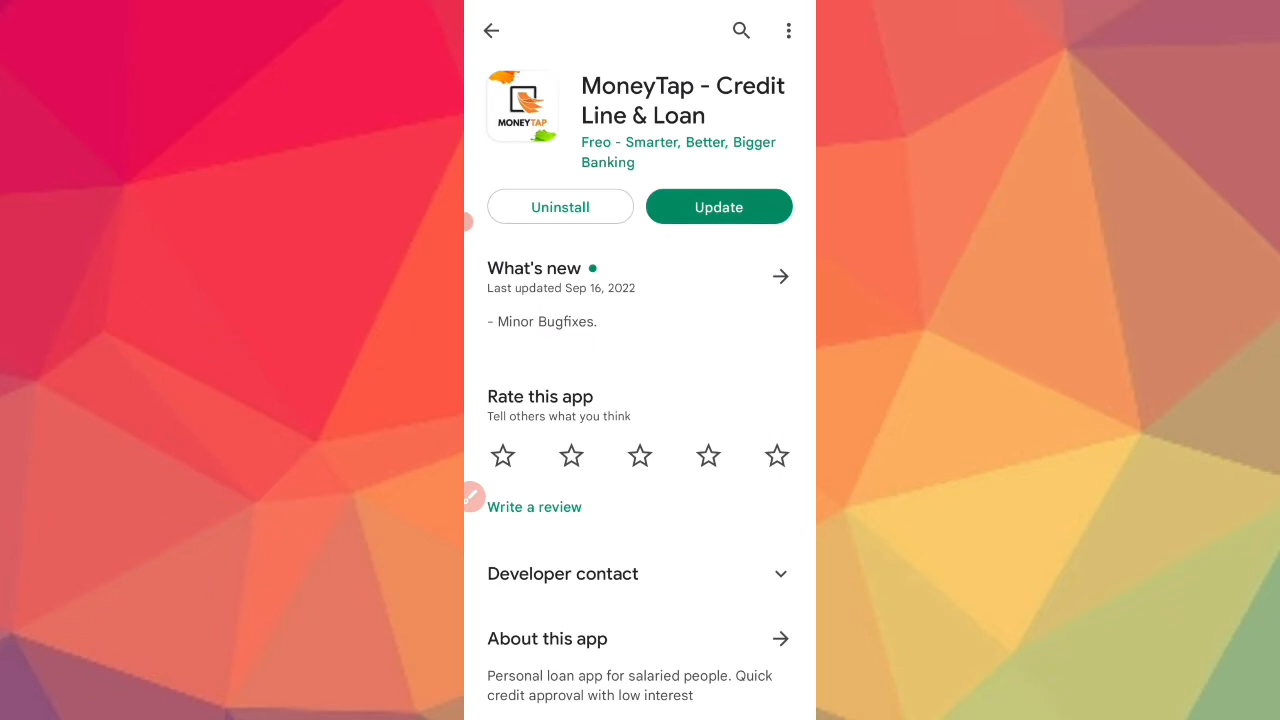 MONEYTAP
MoneyTap - Credit
Line & Loan
Freo - Smarter, Better, Bigger
Banking
Uninstall
Update
What's new
Last updated Sep 16, 2022
- Minor Bugfixes.
Rate this app
Tell others what you think
Write a review
Developer contact
About this app
Personal loan app for salaried people. Quick
credit approval with low interest